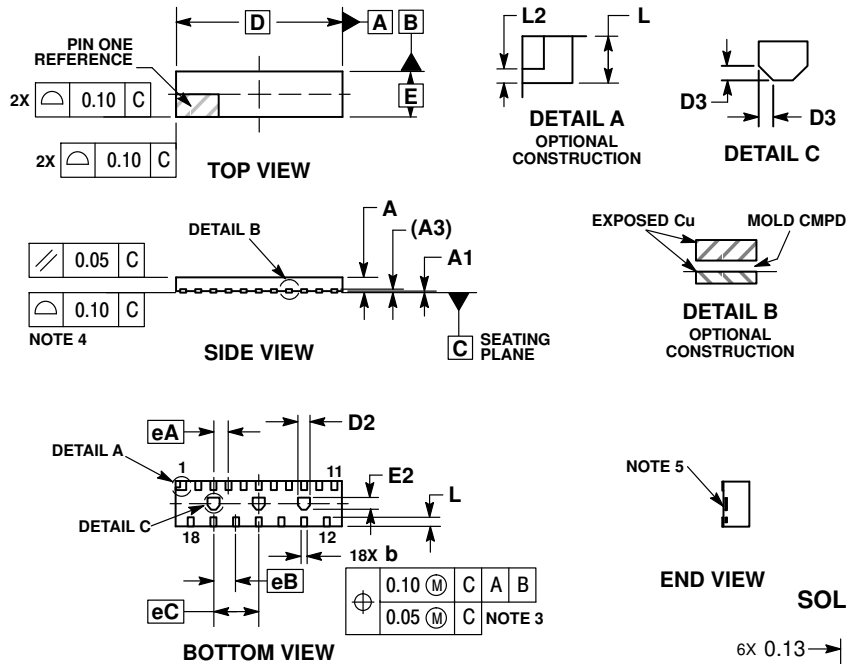 D
A
B
PIN ONE
REFERENCE
E
2X ⌓ 0.10 C
2X ⌓ 0.10 C
TOP VIEW
L2
L
DETAIL A
OPTIONAL
CONSTRUCTION
D3
D3
DETAIL C
DETAIL B
A
(A3)
A1
// 0.05 C
⌓ 0.10 C
NOTE 4
SIDE VIEW
C SEATING
PLANE
EXPOSED Cu
MOLD CMPD
DETAIL B
OPTIONAL
CONSTRUCTION
eA
D2
DETAIL A
1
11
E2
L
DETAIL C
18
12
18X b
eB
eC
⌖ 0.10 Ⓜ C A B
0.05 Ⓜ C NOTE 3
BOTTOM VIEW
NOTE 5
END VIEW
SOL
6X 0.13